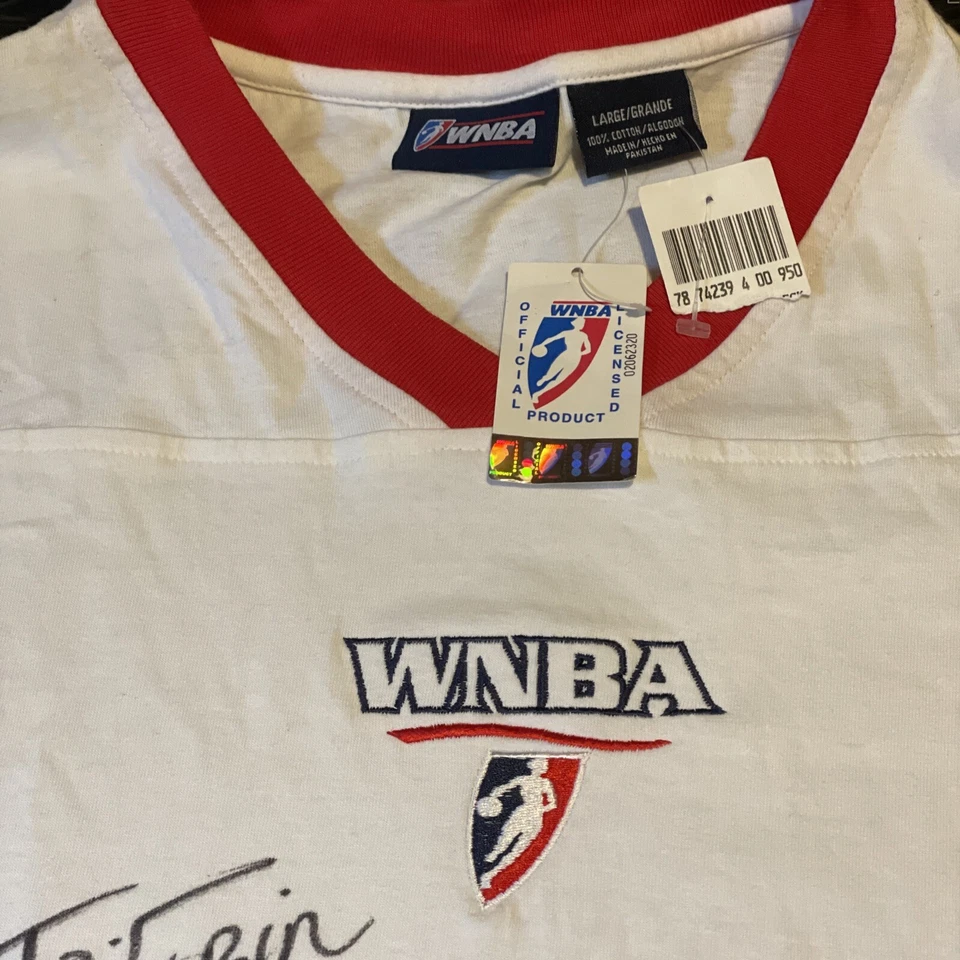 WNBA
LARGE/GRANDE
100% COTTON/ALGODON
MADE IN/HECHO EN
PAKISTAN
78 74239 4 00 950
WNBA
OFFICIAL
LICENSED
PRODUCT
02062320
WNBA